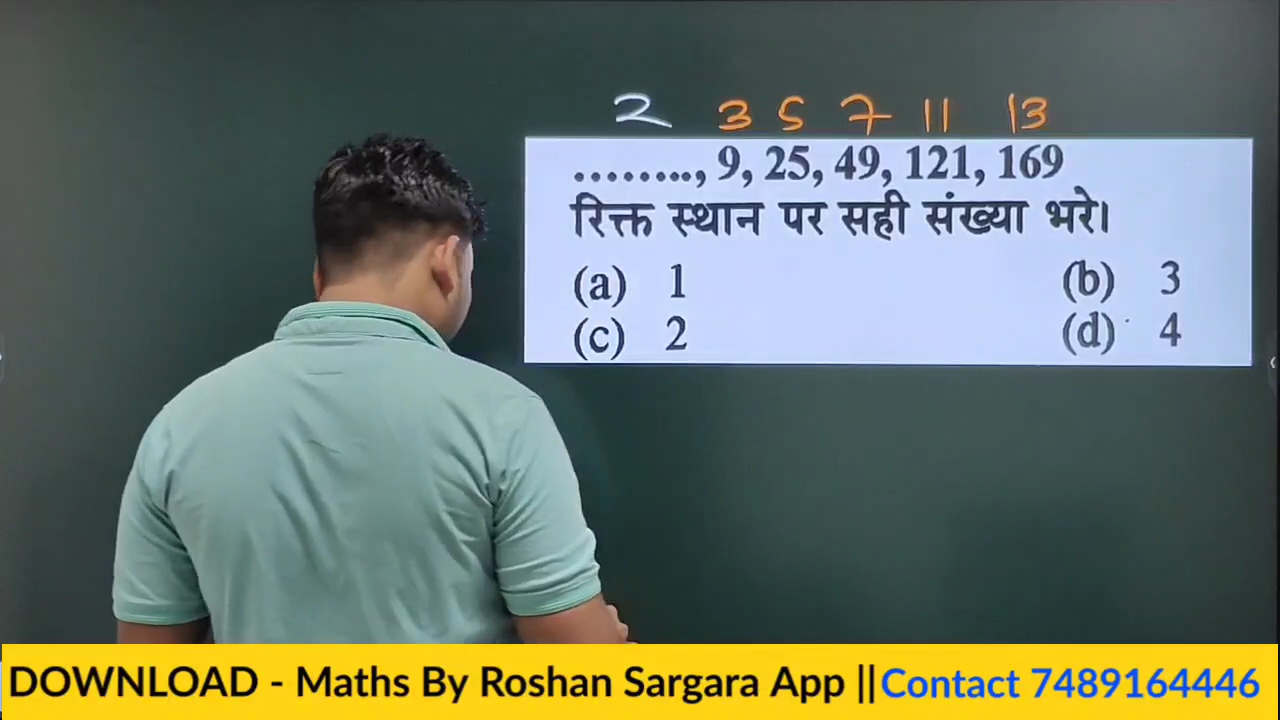 2 3 5 7 11 13
........, 9, 25, 49, 121, 169
रिक्त स्थान पर सही संख्या भरे।
(a) 1 (b) 3
(c) 2 (d) 4
DOWNLOAD - Maths By Roshan Sargara App || Contact 7489164446